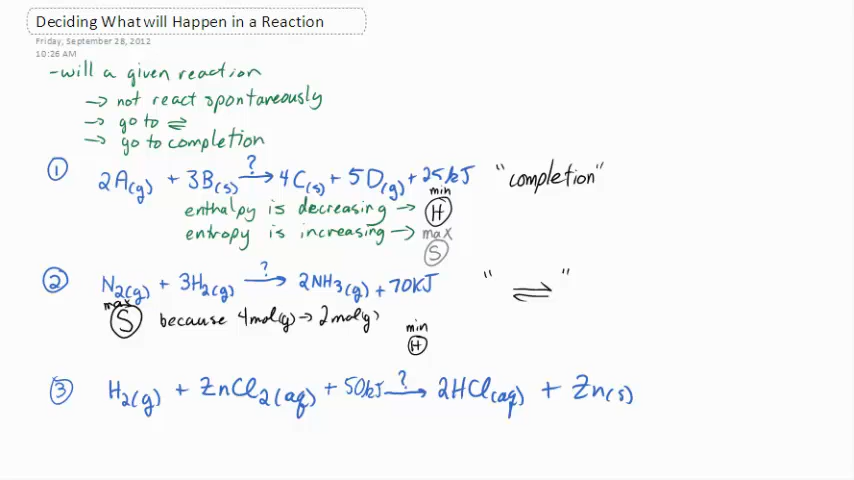 Deciding What will Happen in a Reaction
Friday, September 28, 2012
10:26 AM
- will a given reaction
→ not react spontaneously
→ go to ⇌
→ go to completion
① 2A(g) + 3B(s) →? 4C(s) + 5D(g) + 25kJ "completion"
enthalpy is decreasing → min H
entropy is increasing → max S
② N2(g) + 3H2(g) →? 2NH3(g) + 70KJ " ⇌ "
max S because 4mol(g) → 2mol(g)
min H
③ H2(g) + ZnCl2(aq) + 50kJ →? 2HCl(aq) + Zn(s)